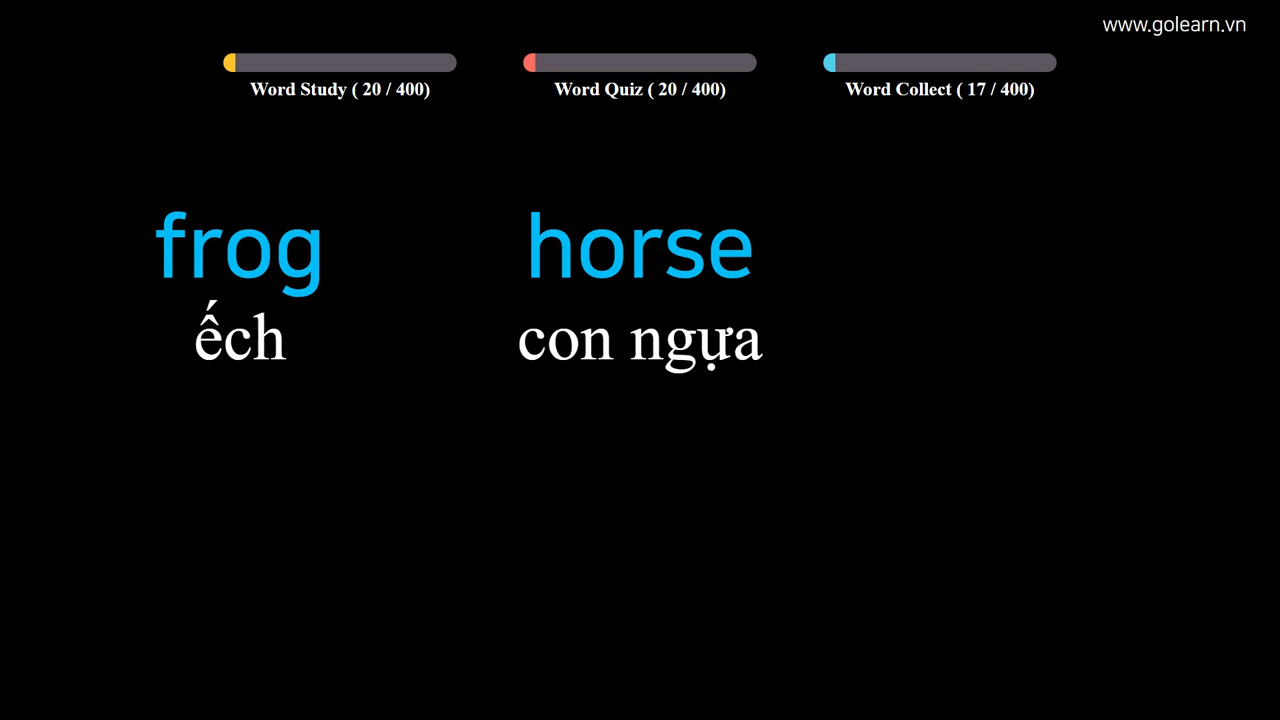 www.golearn.vn
Word Study ( 20 / 400)
Word Quiz ( 20 / 400)
Word Collect ( 17 / 400)
frog
ếch
horse
con ngựa